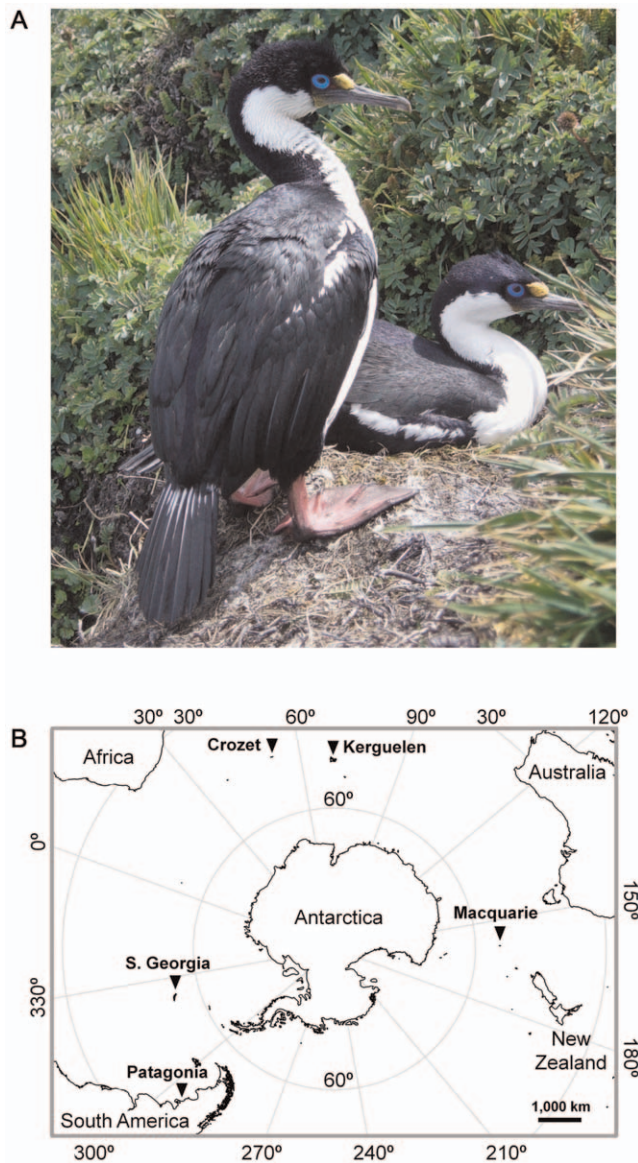 A
B
30º 30º 60º 90º 30º 120º
Africa
Crozet
Kerguelen
Australia
60º
0º
150º
Antarctica
Macquarie
S. Georgia
330º
New
Zealand
180º
Patagonia
60º
South America
1,000 km
300º 270º 240º 210º